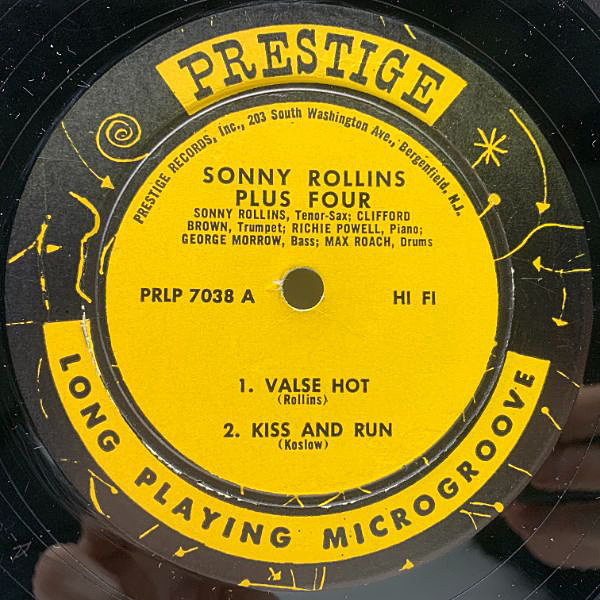 PRESTIGE
PRESTIGE RECORDS, Inc., 203 South Washington Ave., Bergenfield, N.J.
SONNY ROLLINS
PLUS FOUR
SONNY ROLLINS, Tenor-Sax; CLIFFORD
BROWN, Trumpet; RICHIE POWELL, Piano;
GEORGE MORROW, Bass; MAX ROACH, Drums
PRLP 7038 A HI FI
1. VALSE HOT
(Rollins)
2. KISS AND RUN
(Koslow)
LONG PLAYING MICROGROOVE